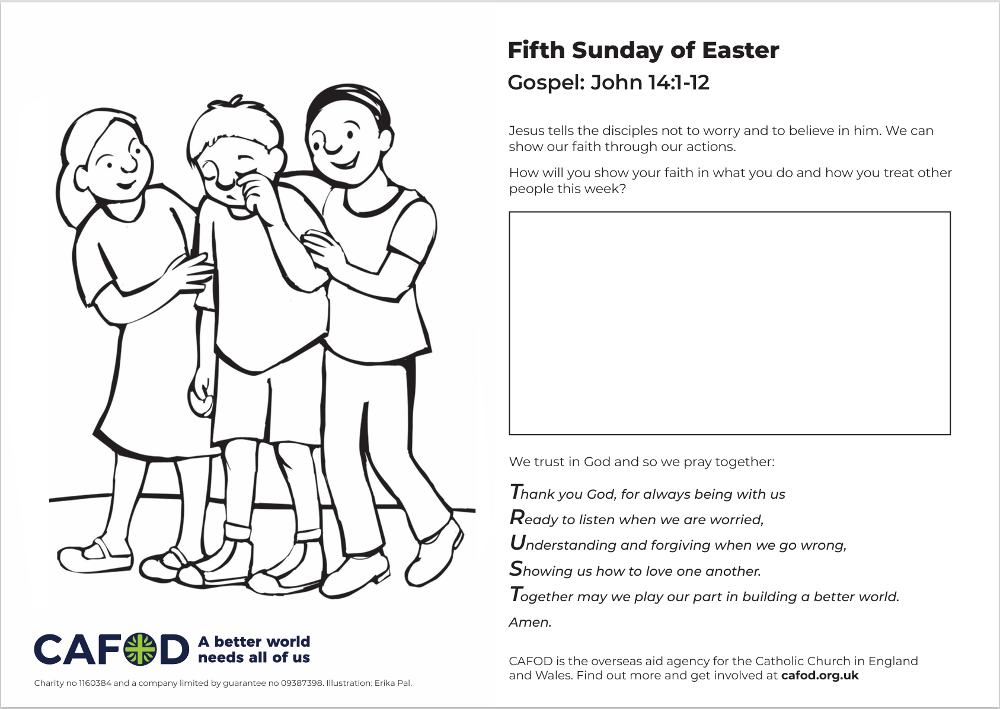 Fifth Sunday of Easter
Gospel: John 14:1-12
Jesus tells the disciples not to worry and to believe in him. We can
show our faith through our actions.
How will you show your faith in what you do and how you treat other
people this week?
We trust in God and so we pray together:
Thank you God, for always being with us
Ready to listen when we are worried,
Understanding and forgiving when we go wrong,
Showing us how to love one another.
Together may we play our part in building a better world.
Amen.
CAFOD is the overseas aid agency for the Catholic Church in England
and Wales. Find out more and get involved at cafod.org.uk
CAFOD
A better world
needs all of us
Charity no 1160384 and a company limited by guarantee no 09387398. Illustration: Erika Pal.